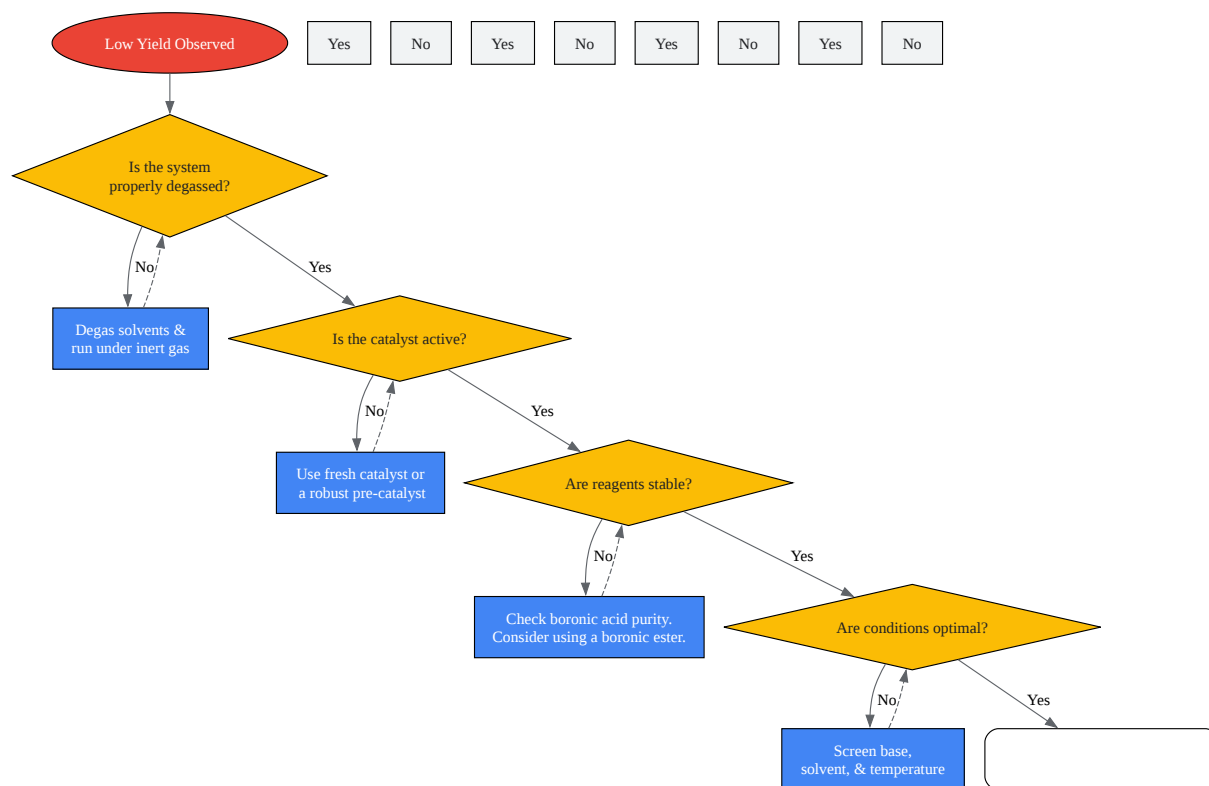 Low Yield Observed
Yes
No
Yes
No
Yes
No
Yes
No
Is the system
properly degassed?
No
Yes
Degas solvents &
run under inert gas
Is the catalyst active?
No
Yes
Use fresh catalyst or
a robust pre-catalyst
Are reagents stable?
No
Yes
Check boronic acid purity.
Consider using a boronic ester.
Are conditions optimal?
No
Yes
Screen base,
solvent, & temperature